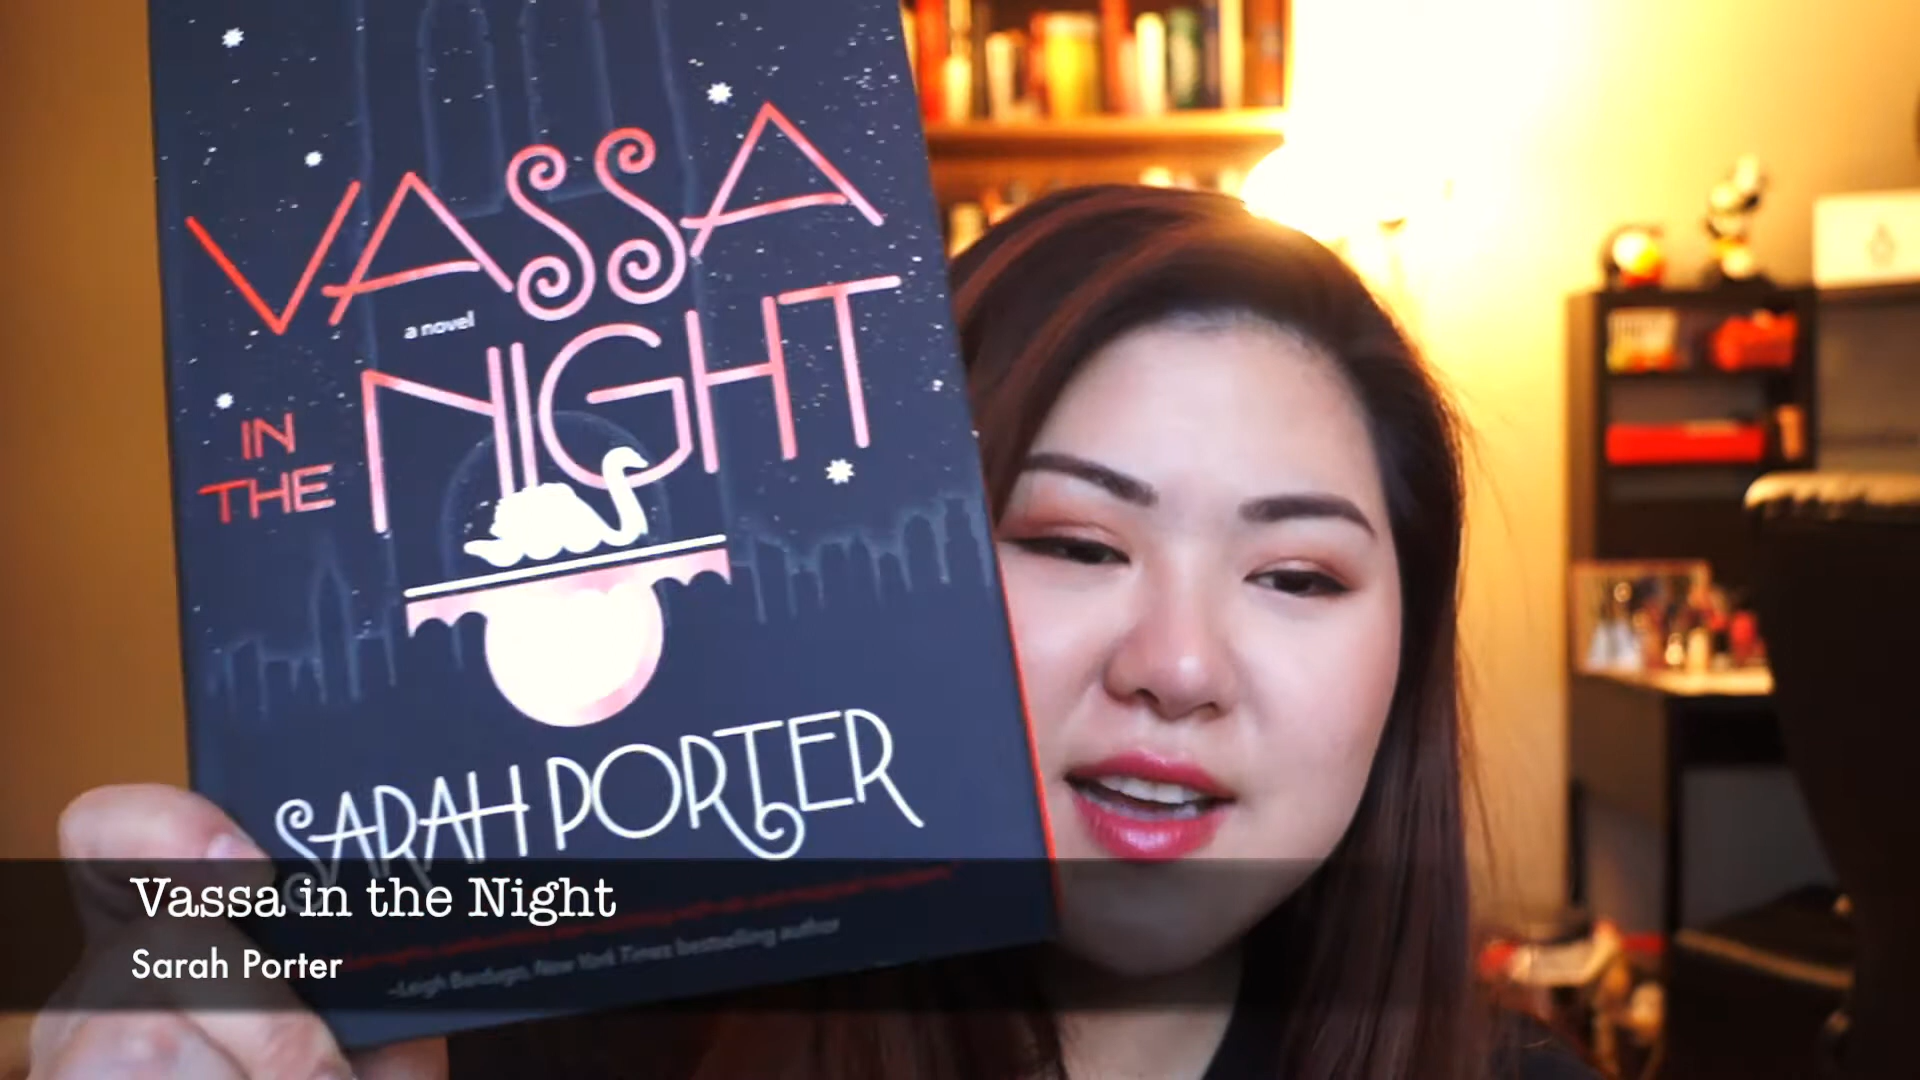 VASSA
a novel
IN
THE
NIGHT
SARAH PORTER
Vassa in the Night
Sarah Porter
–Leigh Bardugo, New York Times bestselling author